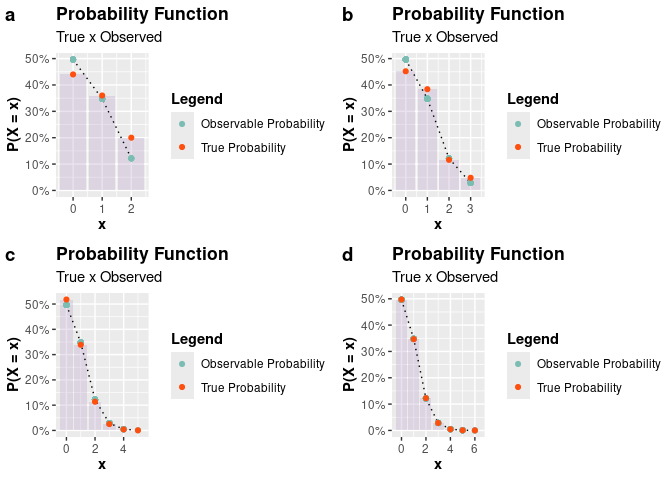 a
Probability Function
True x Observed
50%
40%
30%
20%
10%
0%
P(X = x)
0 1 2
x
Legend
Observable Probability
True Probability
b
Probability Function
True x Observed
50%
40%
30%
20%
10%
0%
P(X = x)
0 1 2 3
x
Legend
Observable Probability
True Probability
c
Probability Function
True x Observed
50%
40%
30%
20%
10%
0%
P(X = x)
0 2 4
x
Legend
Observable Probability
True Probability
d
Probability Function
True x Observed
50%
40%
30%
20%
10%
0%
P(X = x)
0 2 4 6
x
Legend
Observable Probability
True Probability